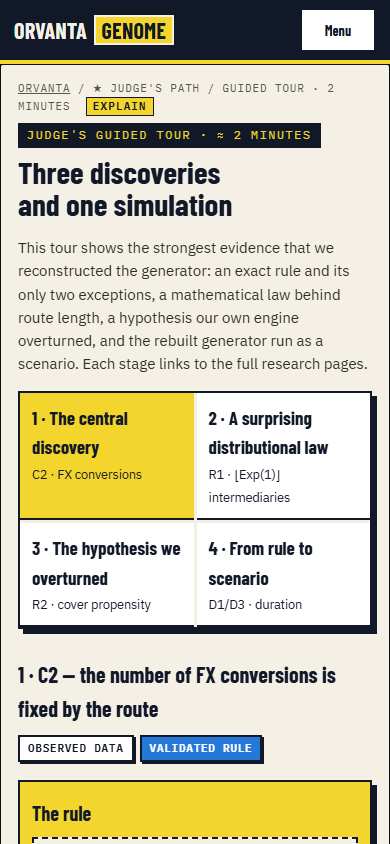 ORVANTA GENOME
Menu
ORVANTA / ★ JUDGE'S PATH / GUIDED TOUR · 2
MINUTES EXPLAIN
JUDGE'S GUIDED TOUR · ≈ 2 MINUTES
Three discoveries
and one simulation
This tour shows the strongest evidence that we
reconstructed the generator: an exact rule and its
only two exceptions, a mathematical law behind
route length, a hypothesis our own engine
overturned, and the rebuilt generator run as a
scenario. Each stage links to the full research pages.
1 · The central
discovery
C2 · FX conversions
2 · A surprising
distributional law
R1 · ⌊Exp(1)⌋
intermediaries
3 · The hypothesis we
overturned
R2 · cover propensity
4 · From rule to
scenario
D1/D3 · duration
1 · C2 — the number of FX conversions is
fixed by the route
OBSERVED DATA VALIDATED RULE
The rule